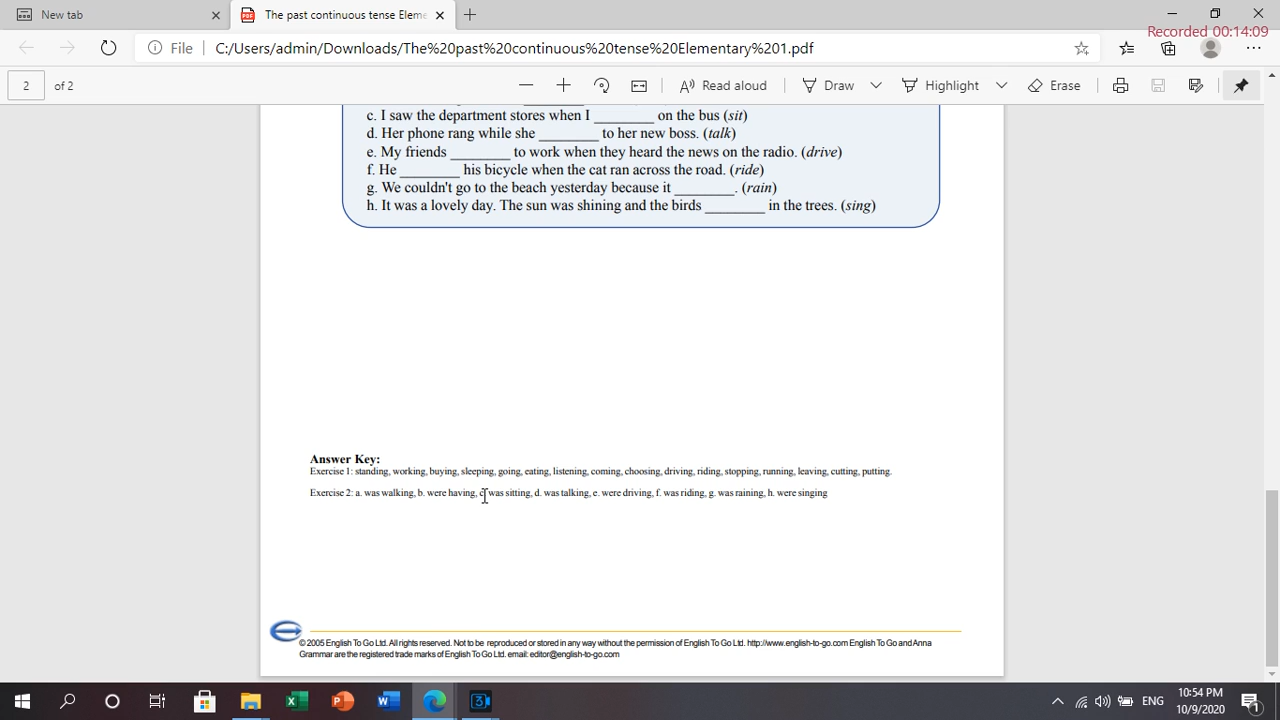 New tab
The past continuous tense Eleme
Recorded 00:14:09
File
C:/Users/admin/Downloads/The%20past%20continuous%20tense%20Elementary%201.pdf
2 of 2
Read aloud
Draw
Highlight
Erase
c. I saw the department stores when I ________ on the bus (sit)
d. Her phone rang while she ________ to her new boss. (talk)
e. My friends ________ to work when they heard the news on the radio. (drive)
f. He ________ his bicycle when the cat ran across the road. (ride)
g. We couldn't go to the beach yesterday because it ________. (rain)
h. It was a lovely day. The sun was shining and the birds ________ in the trees. (sing)
Answer Key:
Exercise 1: standing, working, buying, sleeping, going, eating, listening, coming, choosing, driving, riding, stopping, running, leaving, cutting, putting.
Exercise 2: a. was walking, b. were having, c. was sitting, d. was talking, e. were driving, f. was riding, g. was raining, h. were singing
© 2005 English To Go Ltd. All rights reserved. Not to be reproduced or stored in any way without the permission of English To Go Ltd. http://www.english-to-go.com English To Go and Anna
Grammar are the registered trade marks of English To Go Ltd. email: editor@english-to-go.com
ENG
10:54 PM
10/9/2020